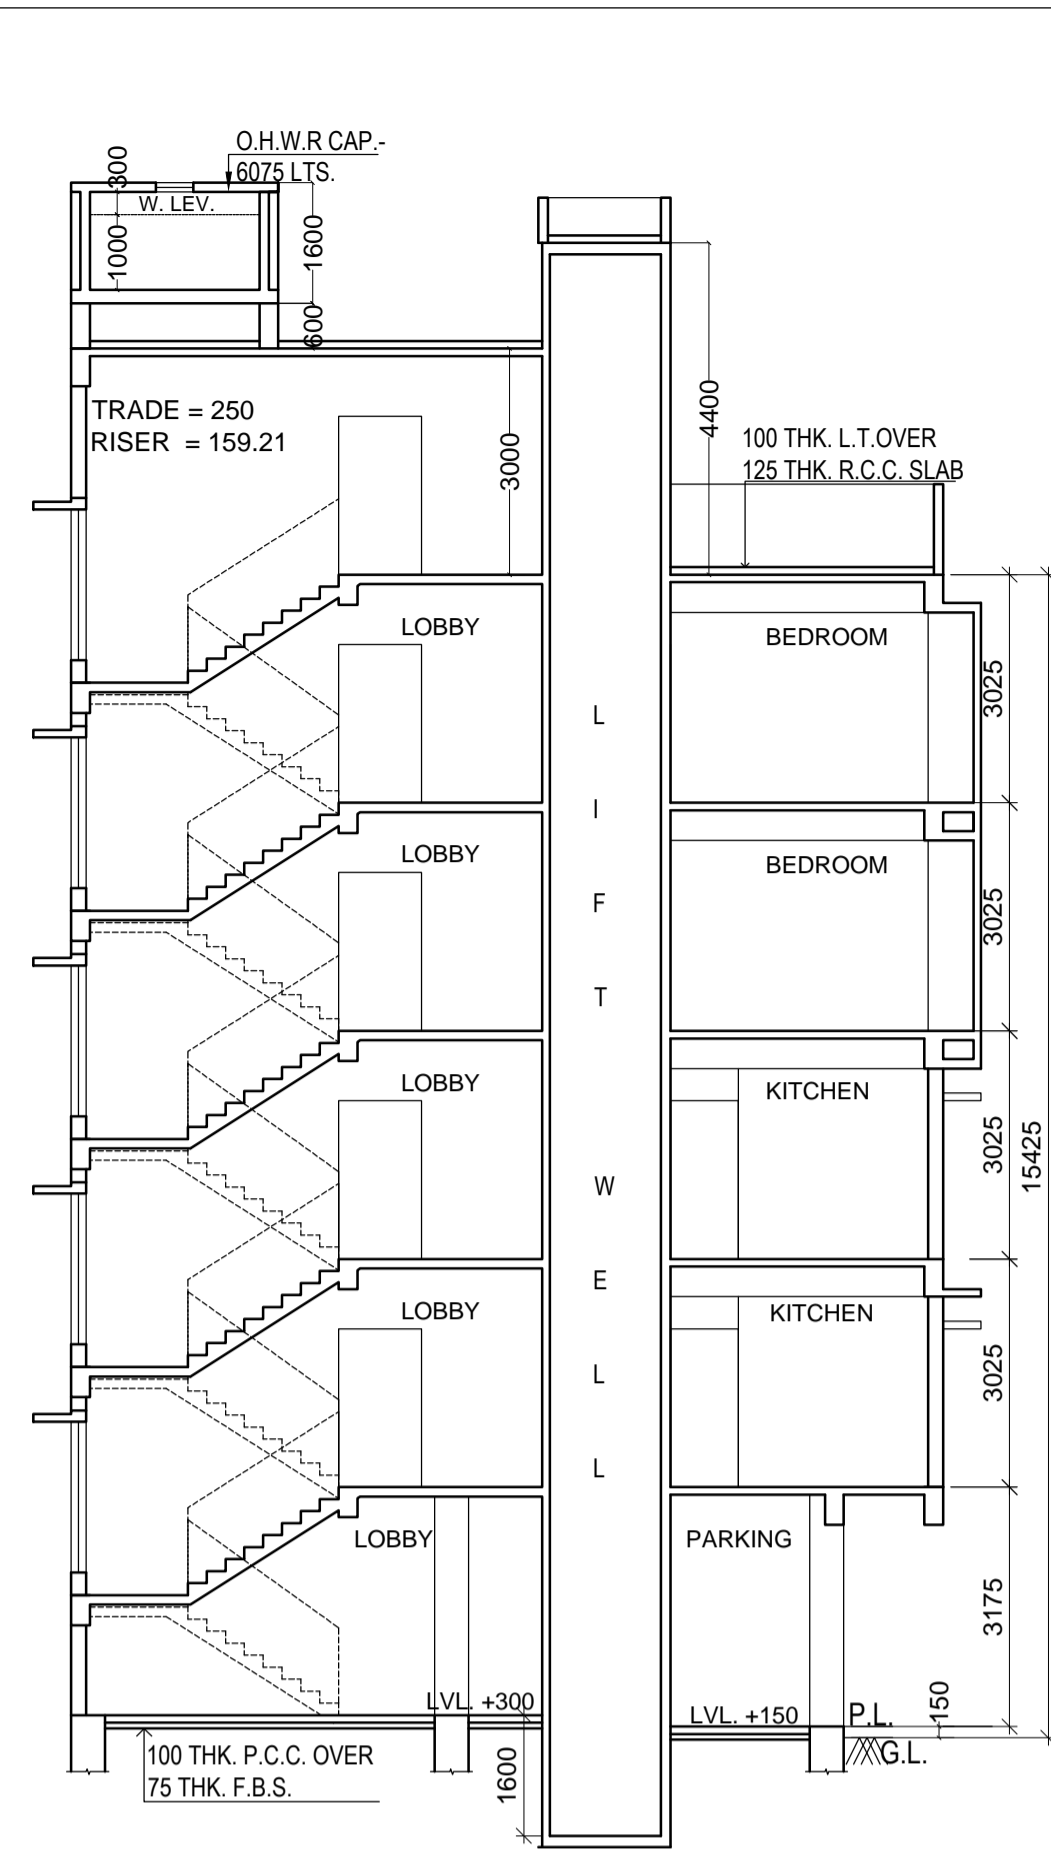 O.H.W.R CAP.-
6075 LTS.
300
W. LEV.
1000
1600
600
TRADE = 250
RISER = 159.21
3000
4400
100 THK. L.T.OVER
125 THK. R.C.C. SLAB
LOBBY
BEDROOM
3025
LOBBY
BEDROOM
3025
LOBBY
KITCHEN
3025
15425
LOBBY
KITCHEN
3025
L
I
F
T
W
E
L
L
LOBBY
PARKING
3175
LVL. +300
LVL. +150
P.L.
150
G.L.
100 THK. P.C.C. OVER
75 THK. F.B.S.
1600